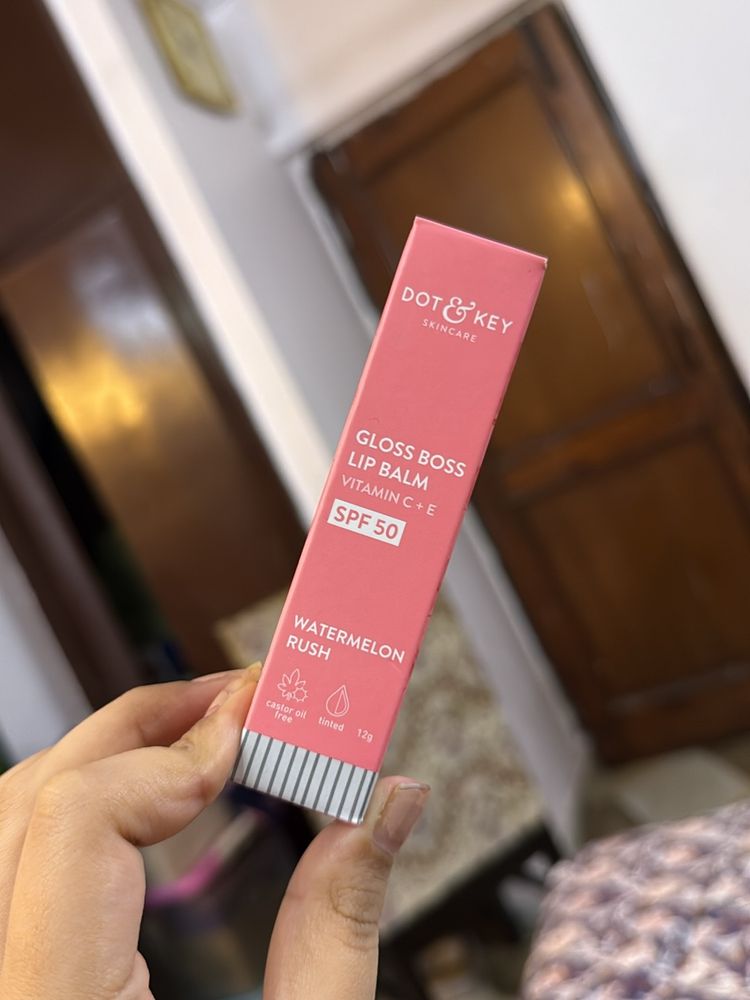 DOT & KEY
SKINCARE
GLOSS BOSS
LIP BALM
VITAMIN C + E
SPF 50
WATERMELON
RUSH
castor oil
free
tinted
12g